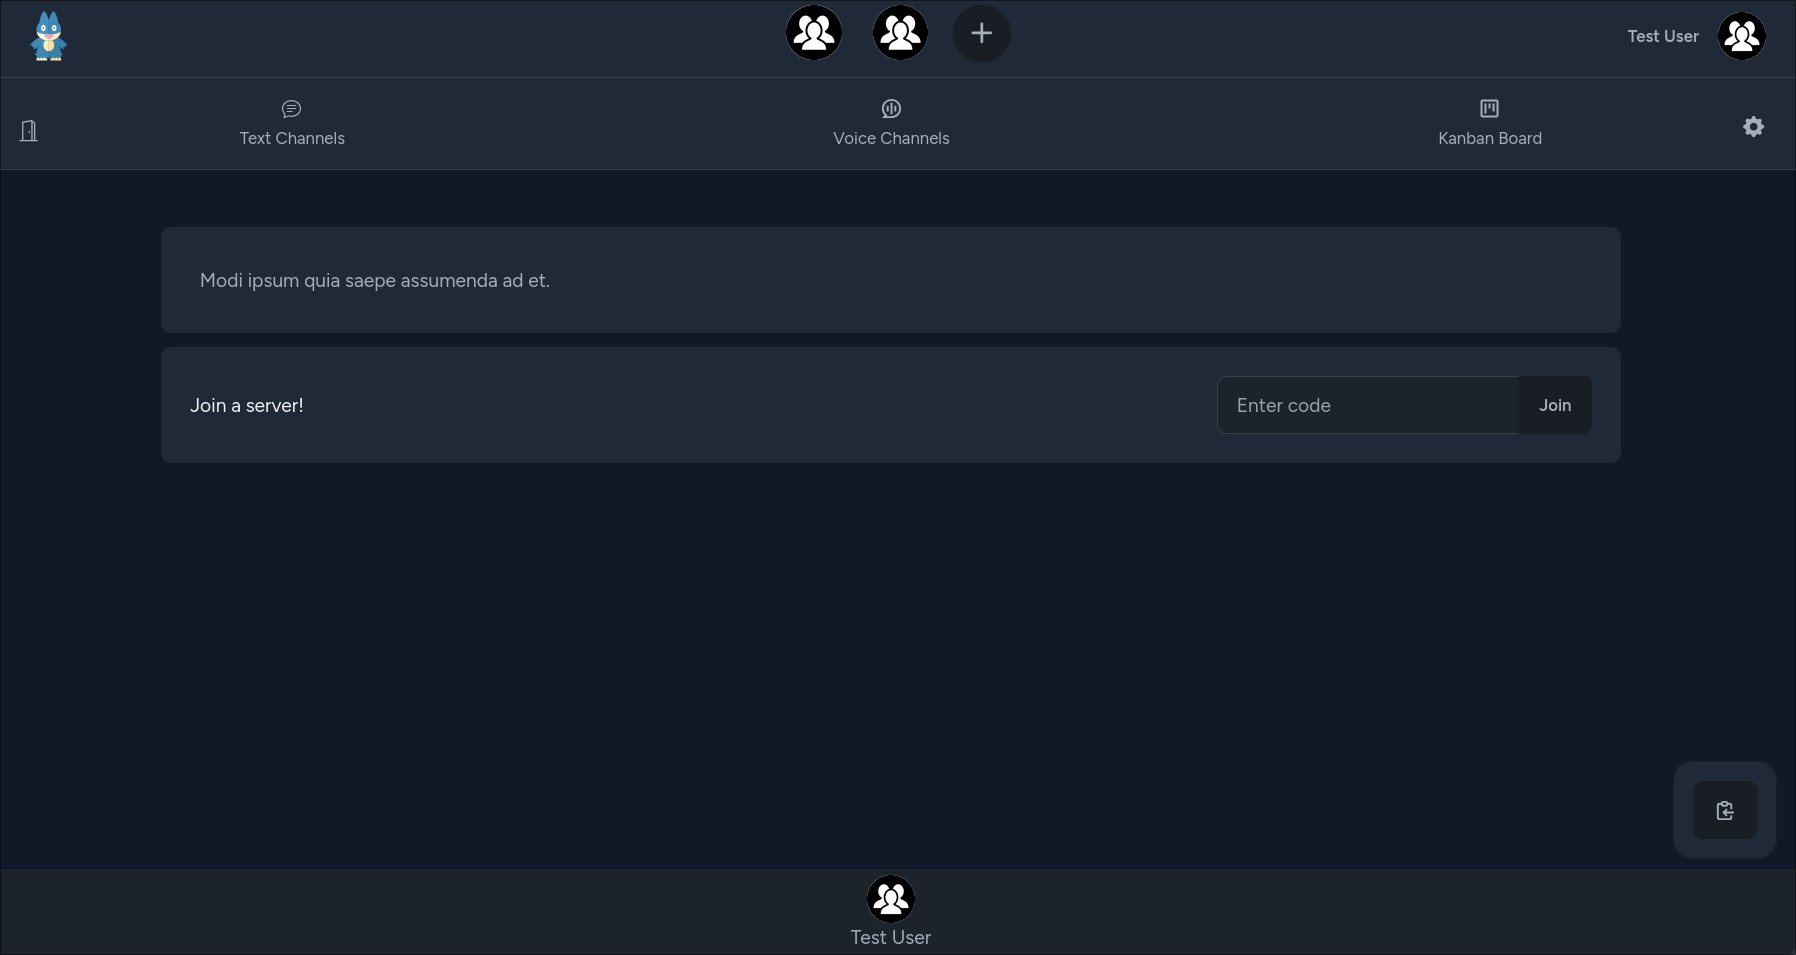 Test User
Text Channels
Voice Channels
Kanban Board
Modi ipsum quia saepe assumenda ad et.
Join a server!
Enter code
Join
Test User